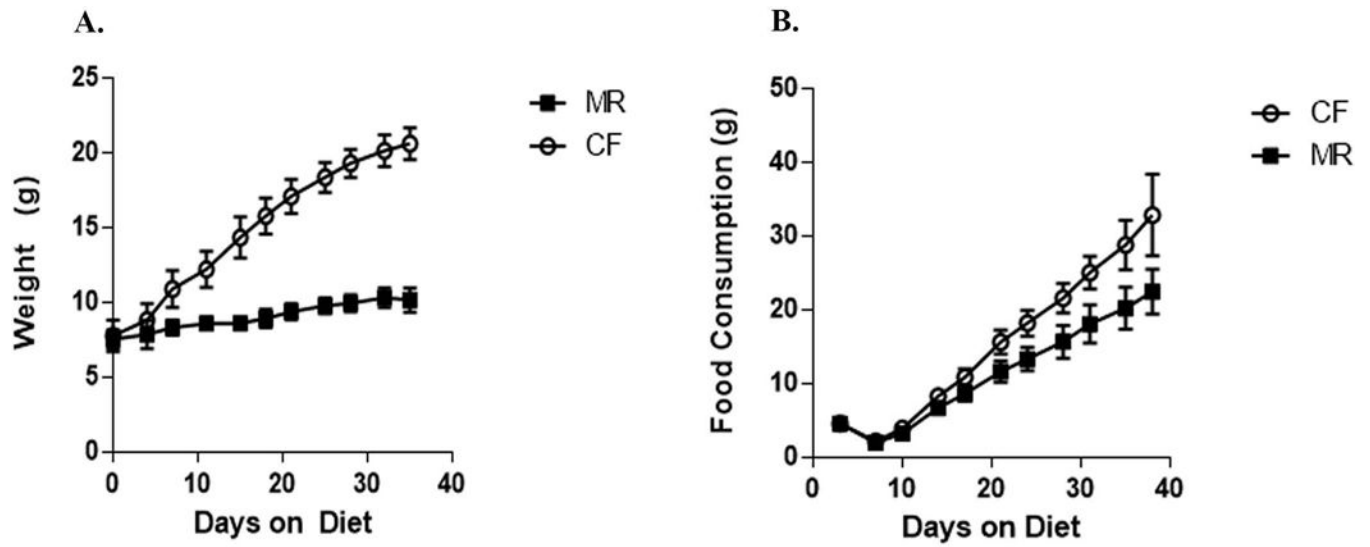 A.
25
20
15
10
5
0
Weight (g)
0 10 20 30 40
Days on Diet
MR
CF
B.
50
40
30
20
10
0
Food Consumption (g)
0 10 20 30 40
Days on Diet
CF
MR